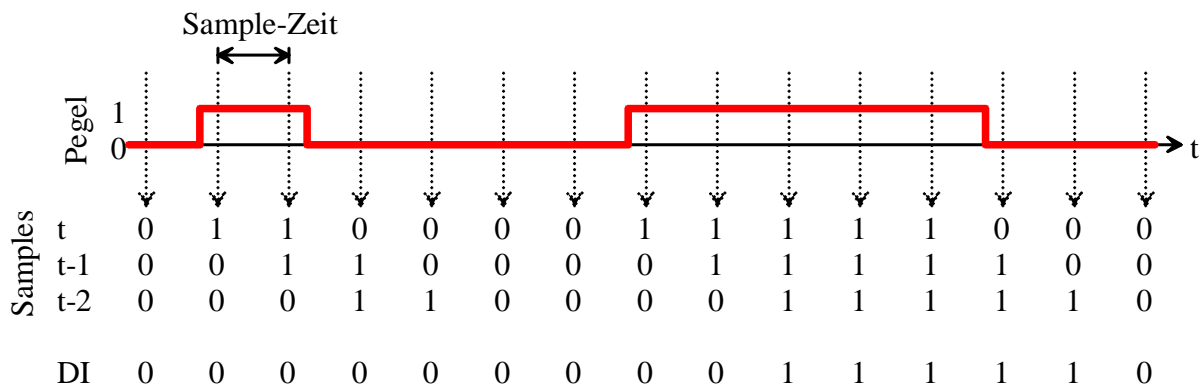 Sample-Zeit
Pegel
1
0
t
Samples
t 0 1 1 0 0 0 0 1 1 1 1 1 0 0 0
t-1 0 0 1 1 0 0 0 0 1 1 1 1 1 0 0
t-2 0 0 0 1 1 0 0 0 0 1 1 1 1 1 0
DI 0 0 0 0 0 0 0 0 0 1 1 1 1 1 0